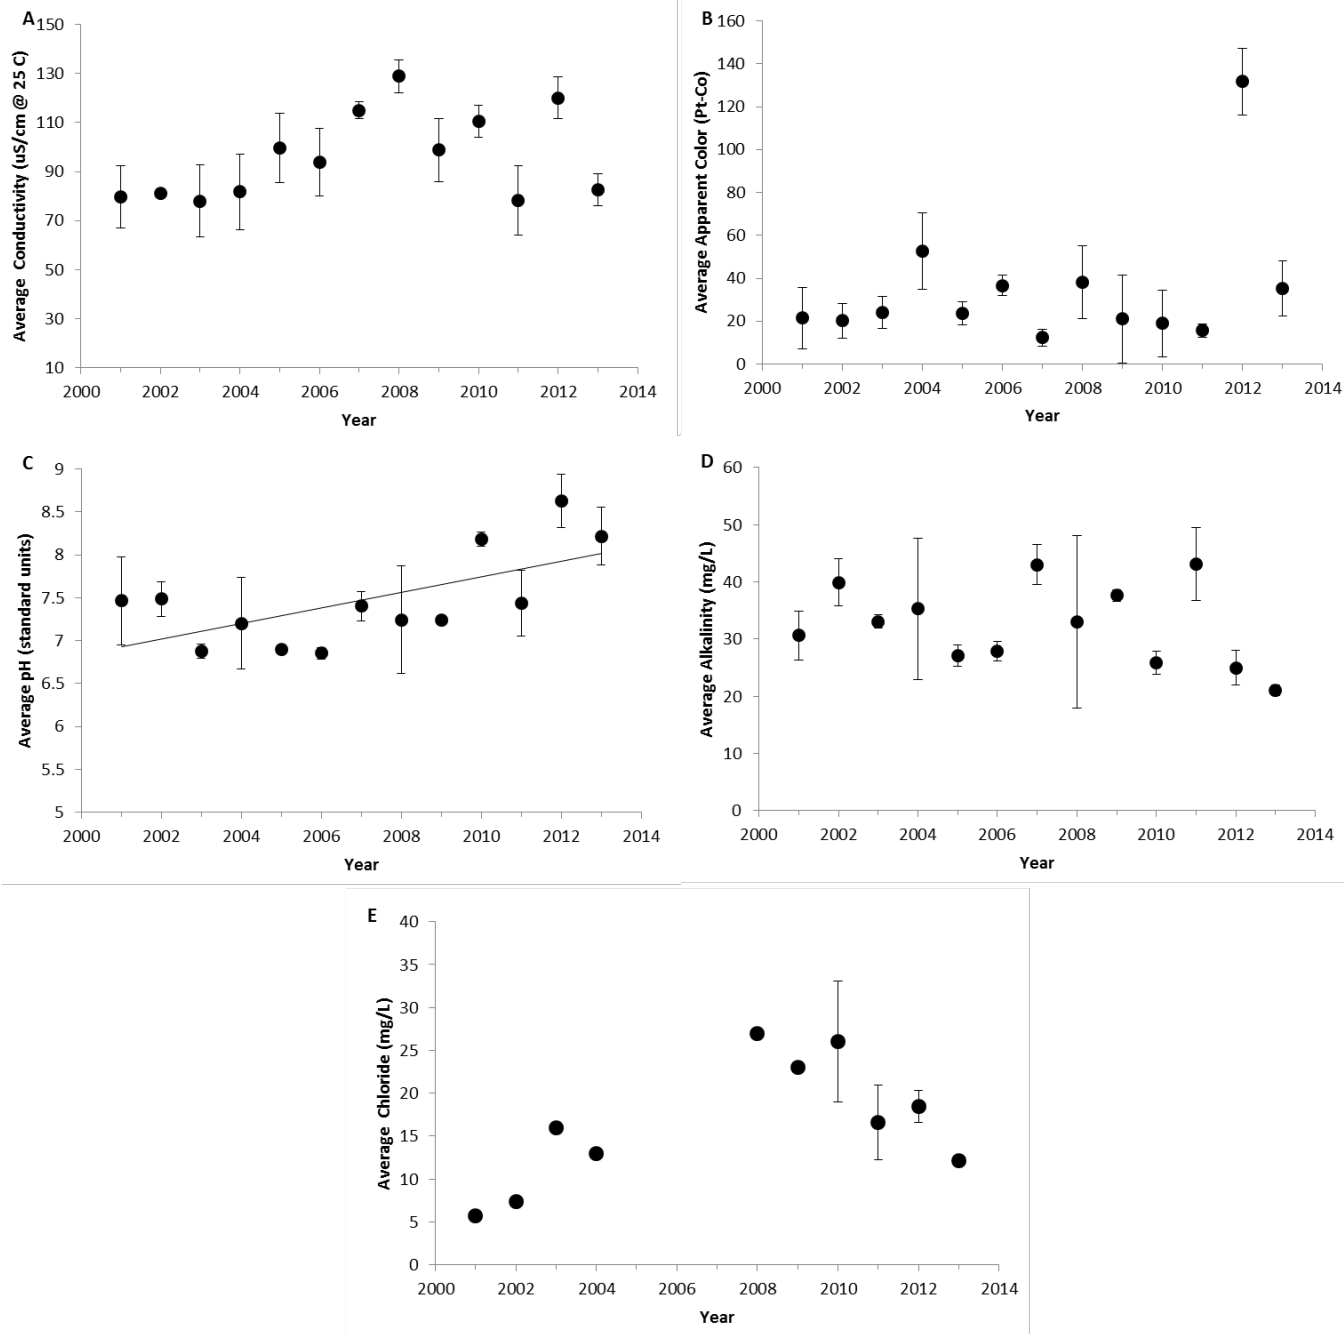 A
Average Conductivity (uS/cm @ 25 C)
150
130
110
90
70
50
30
10
2000 2002 2004 2006 2008 2010 2012 2014
Year
B
Average Apparent Color (Pt-Co)
160
140
120
100
80
60
40
20
0
2000 2002 2004 2006 2008 2010 2012 2014
Year
C
Average pH (standard units)
9
8.5
8
7.5
7
6.5
6
5.5
5
2000 2002 2004 2006 2008 2010 2012 2014
Year
D
Average Alkalinity (mg/L)
60
50
40
30
20
10
0
2000 2002 2004 2006 2008 2010 2012 2014
Year
E
Average Chloride (mg/L)
40
35
30
25
20
15
10
5
0
2000 2002 2004 2006 2008 2010 2012 2014
Year